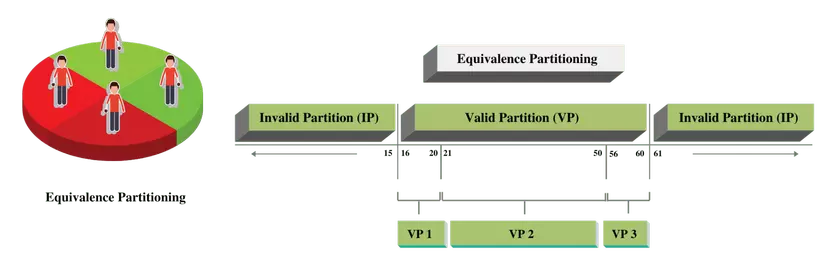 Equivalence Partitioning
Invalid Partition (IP) Valid Partition (VP) Invalid Partition (IP)
15 16 20 21 50 56 60 61
Equivalence Partitioning
VP 1 VP 2 VP 3